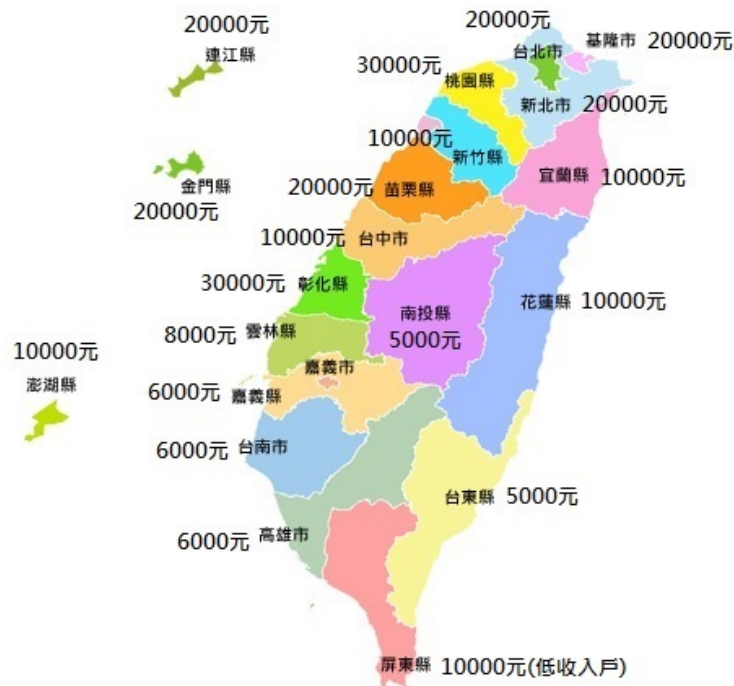 20000元
連江縣
20000元
台北市
基隆市 20000元
30000元
桃園縣
新北市 20000元
10000元
新竹縣
金門縣
20000元
宜蘭縣 10000元
20000元 苗栗縣
10000元
台中市
30000元 彰化縣
南投縣
5000元
花蓮縣 10000元
8000元 雲林縣
10000元
澎湖縣
嘉義市
6000元 嘉義縣
6000元 台南市
台東縣 5000元
6000元 高雄市
屏東縣 10000元(低收入戶)